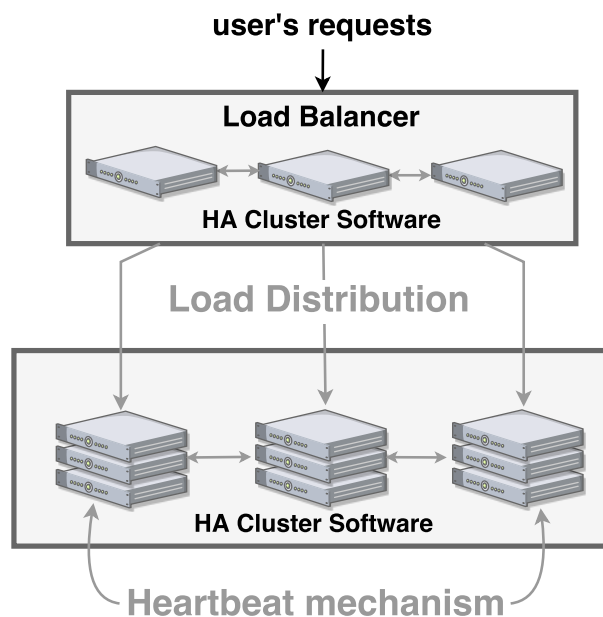 user's requests
Load Balancer
HA Cluster Software
Load Distribution
HA Cluster Software
Heartbeat mechanism